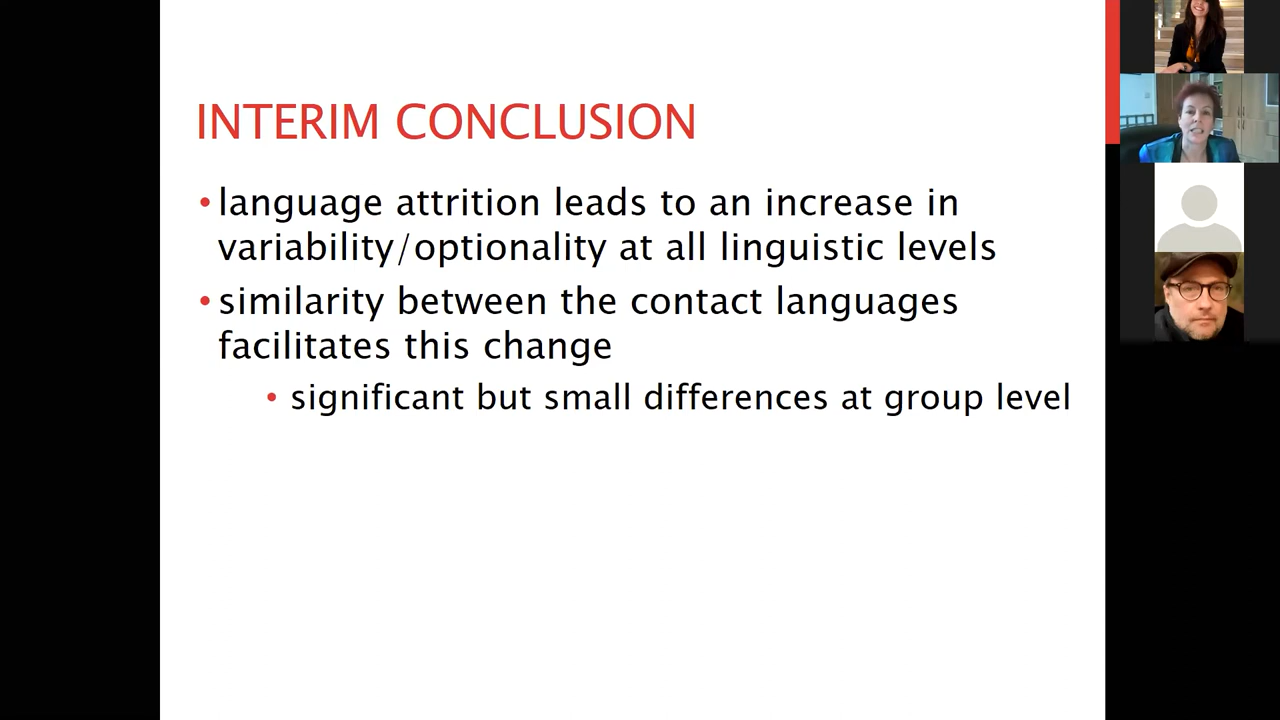 INTERIM CONCLUSION
• language attrition leads to an increase in
variability/optionality at all linguistic levels
• similarity between the contact languages
facilitates this change
• significant but small differences at group level